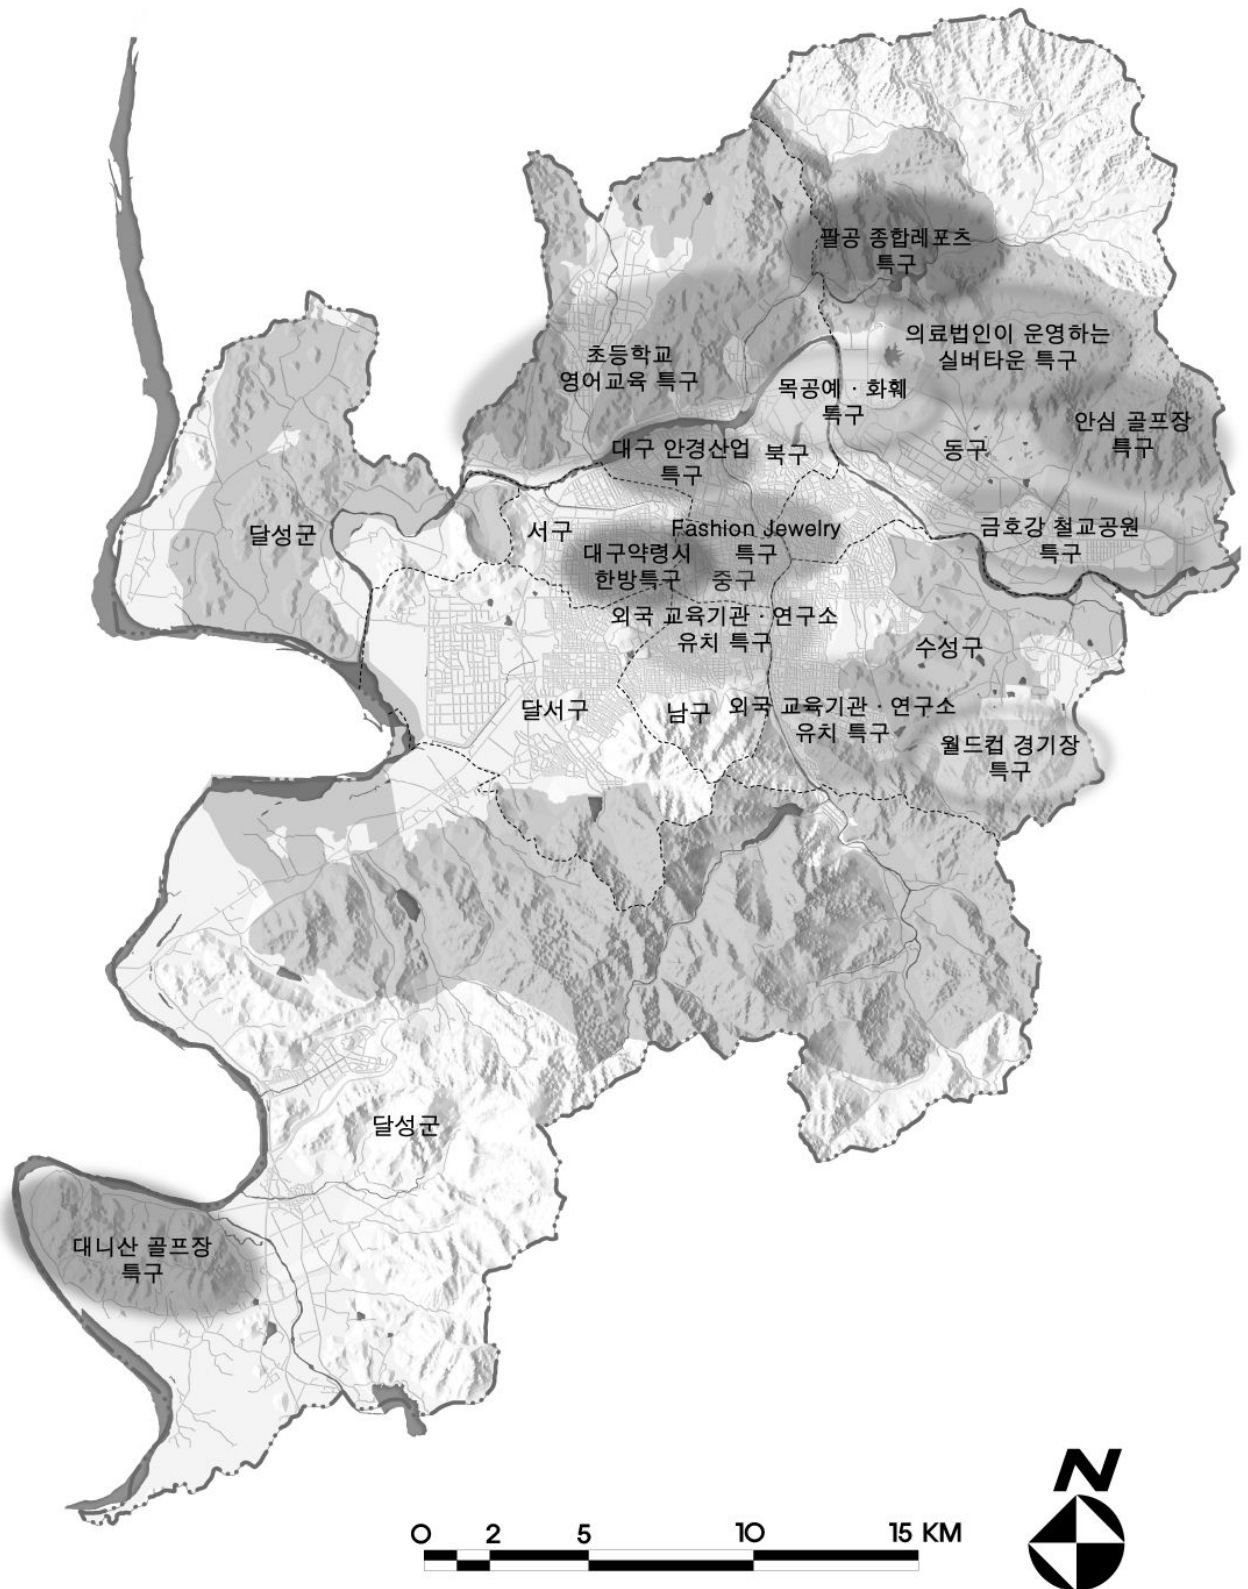 팔공 종합레포츠
특구
의료법인이 운영하는
실버타운 특구
초등학교
영어교육 특구
목공예 · 화훼
특구
안심 골프장
특구
대구 안경산업
특구
북구
동구
달성군
서구
Fashion Jewelry
특구
금호강 철교공원
특구
대구약령시
한방특구
중구
외국 교육기관 · 연구소
유치 특구
수성구
달서구
남구
외국 교육기관 · 연구소
유치 특구
월드컵 경기장
특구
달성군
대니산 골프장
특구
N
0 2 5 10 15 KM